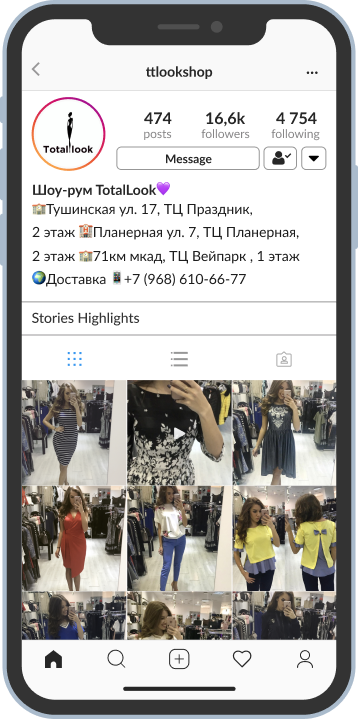 ttlookshop
Total look
474 16,6k 4 754
posts followers following
Message
Шоу-рум TotalLook💜
🏫Тушинская ул. 17, ТЦ Праздник,
2 этаж 🏫Планерная ул. 7, ТЦ Планерная,
2 этаж 🏫71км мкад, ТЦ Вейпарк , 1 этаж
🌍Доставка 📱+7 (968) 610-66-77
Stories Highlights